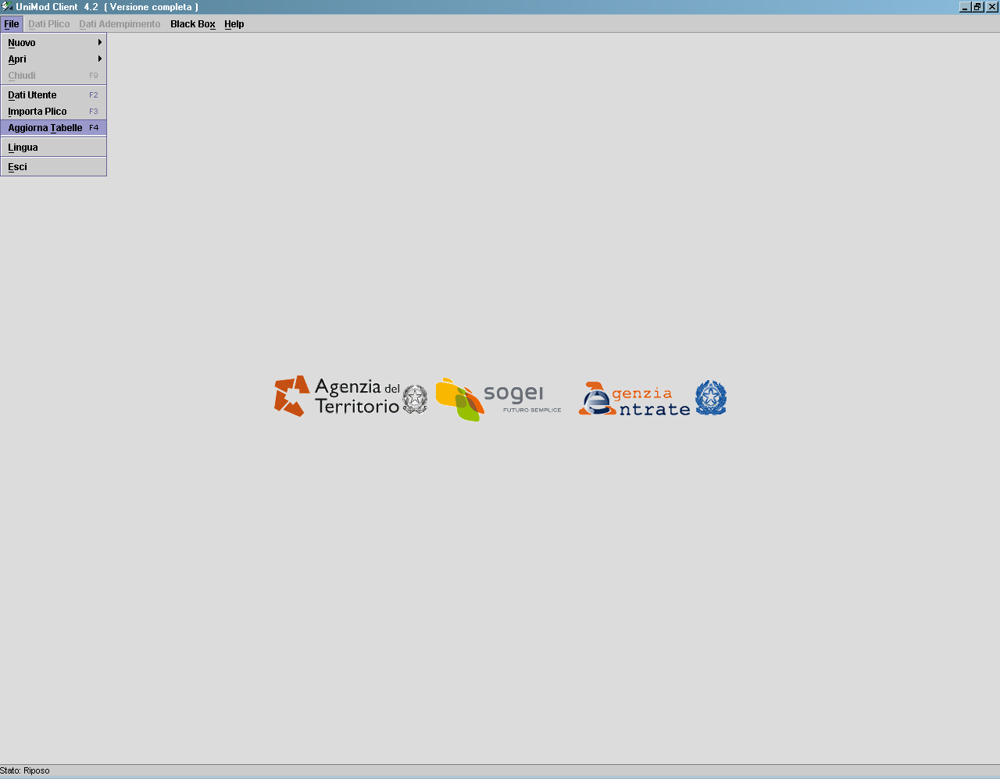 UniMod Client 4.2 ( Versione completa )
File Dati Plico Dati Adempimento Black Box Help
Nuovo
Apri
Chiudi F9
Dati Utente F2
Importa Plico F3
Aggiorna Tabelle F4
Lingua
Esci
Agenzia del
Territorio
sogei
FUTURO SEMPLICE
genzia
entrate
Stato: Riposo